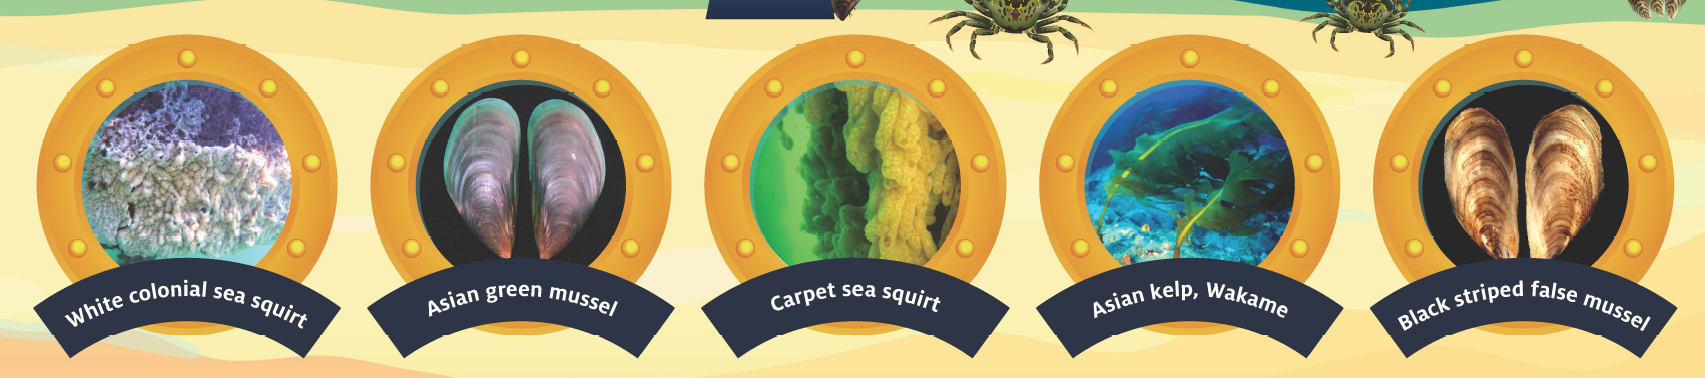 White colonial sea squirt
Asian green mussel
Carpet sea squirt
Asian kelp, Wakame
Black striped false mussel